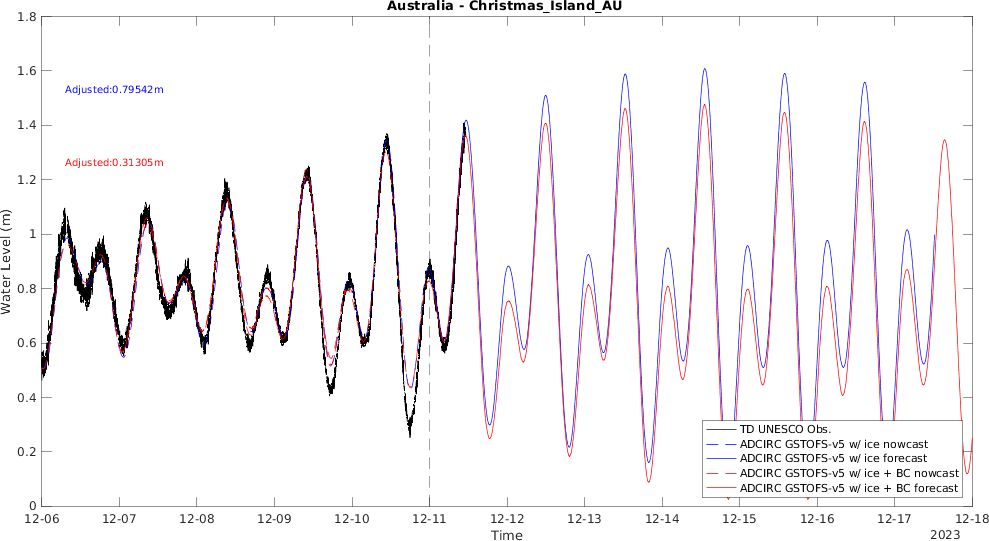 Australia - Christmas_Island_AU
1.8
1.6
1.4
1.2
1
0.8
0.6
0.4
0.2
0
Water Level (m)
Adjusted:0.79542m
Adjusted:0.31305m
TD UNESCO Obs.
ADCIRC GSTOFS-v5 w/ ice nowcast
ADCIRC GSTOFS-v5 w/ ice forecast
ADCIRC GSTOFS-v5 w/ ice + BC nowcast
ADCIRC GSTOFS-v5 w/ ice + BC forecast
12-06 12-07 12-08 12-09 12-10 12-11 12-12 12-13 12-14 12-15 12-16 12-17 12-18
Time
2023